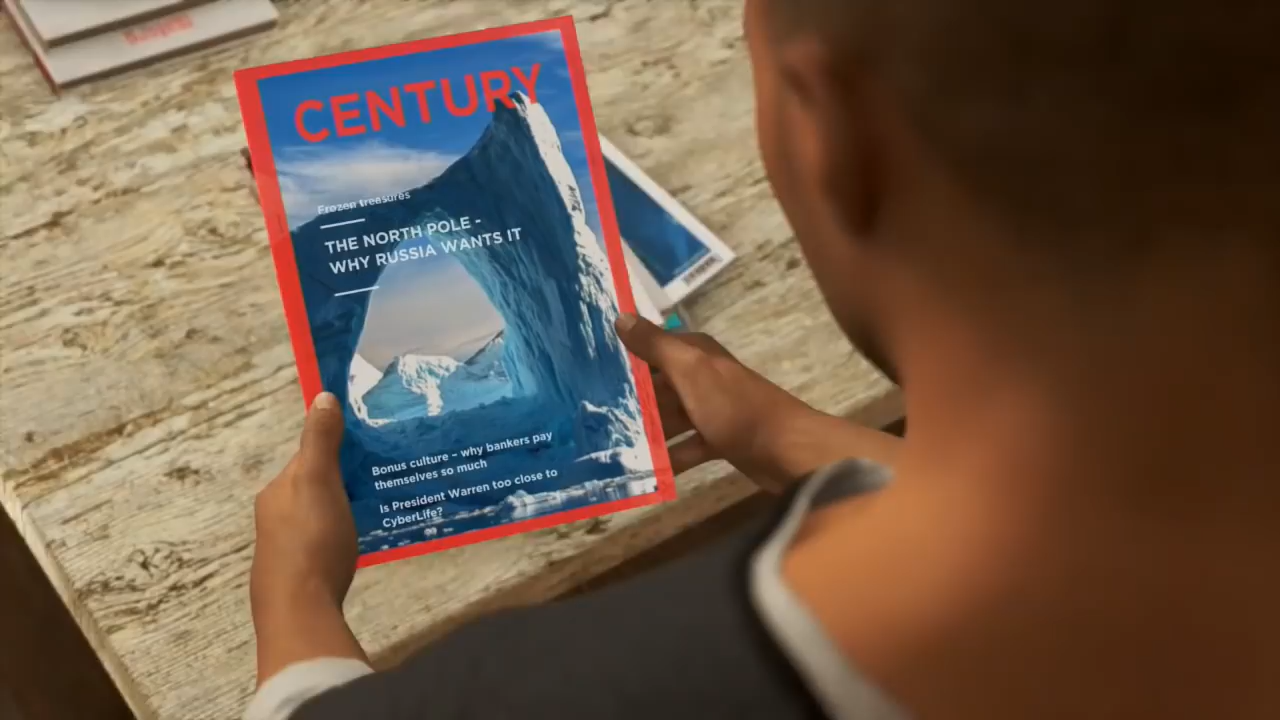 CENTURY
Frozen treasures
THE NORTH POLE -
WHY RUSSIA WANTS IT
Bonus culture – why bankers pay
themselves so much
Is President Warren too close to
CyberLife?